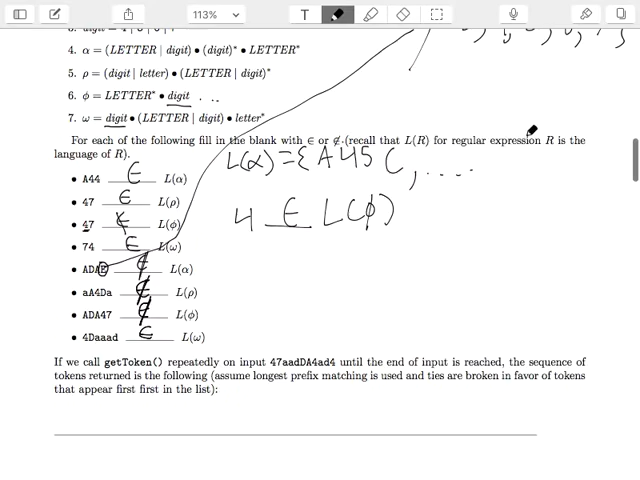 113%
4. α = (LETTER | digit) • (digit)* • LETTER*
5. ρ = (digit | letter) • (LETTER | digit)*
6. φ = LETTER* • digit ...
7. ω = digit • (LETTER | digit) • letter*
For each of the following fill in the blank with ∈ or ∉.(recall that L(R) for regular expression R is the
language of R).
L(α) = { A45C, ....
• A44 ∈ L(α)
• 47 ∈ L(ρ)
4 ∈ L(φ)
• 47 ∉ L(φ)
• 74 ∈ L(ω)
• ADAE ∉ L(α)
• aA4Da ∉ L(ρ)
• ADA47 ∉ L(φ)
• 4Daaad ∈ L(ω)
If we call getToken() repeatedly on input 47aadDA4ad4 until the end of input is reached, the sequence of
tokens returned is the following (assume longest prefix matching is used and ties are broken in favor of tokens
that appear first first in the list):